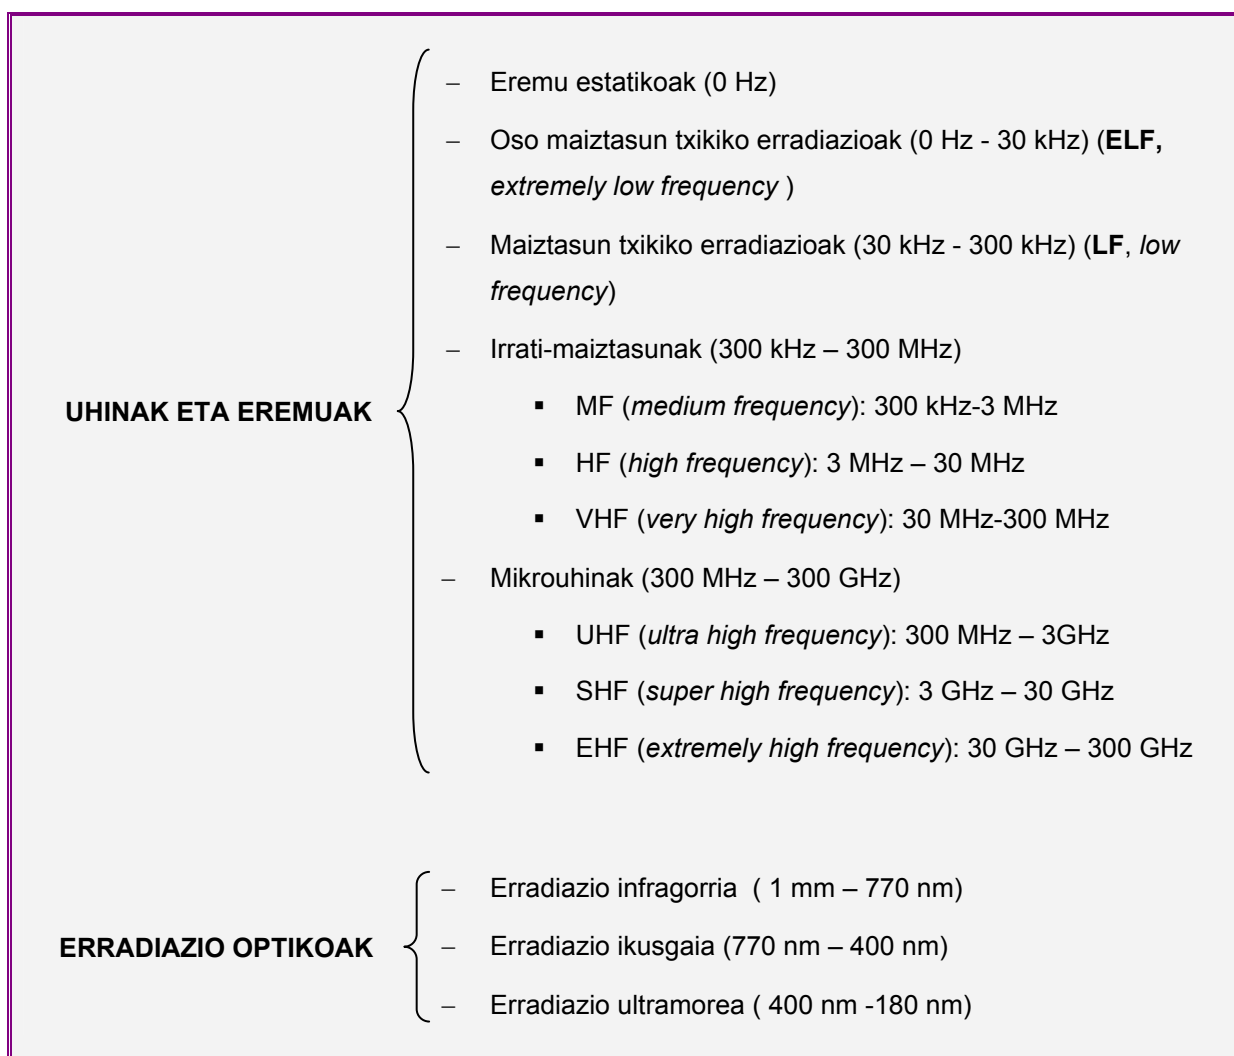 – Eremu estatikoak (0 Hz)
– Oso maiztasun txikiko erradiazioak (0 Hz - 30 kHz) (ELF,
extremely low frequency )
– Maiztasun txikiko erradiazioak (30 kHz - 300 kHz) (LF, low
frequency)
– Irrati-maiztasunak (300 kHz – 300 MHz)
UHINAK ETA EREMUAK
▪ MF (medium frequency): 300 kHz-3 MHz
▪ HF (high frequency): 3 MHz – 30 MHz
▪ VHF (very high frequency): 30 MHz-300 MHz
– Mikrouhinak (300 MHz – 300 GHz)
▪ UHF (ultra high frequency): 300 MHz – 3GHz
▪ SHF (super high frequency): 3 GHz – 30 GHz
▪ EHF (extremely high frequency): 30 GHz – 300 GHz
– Erradiazio infragorria ( 1 mm – 770 nm)
ERRADIAZIO OPTIKOAK
– Erradiazio ikusgaia (770 nm – 400 nm)
– Erradiazio ultramorea ( 400 nm -180 nm)